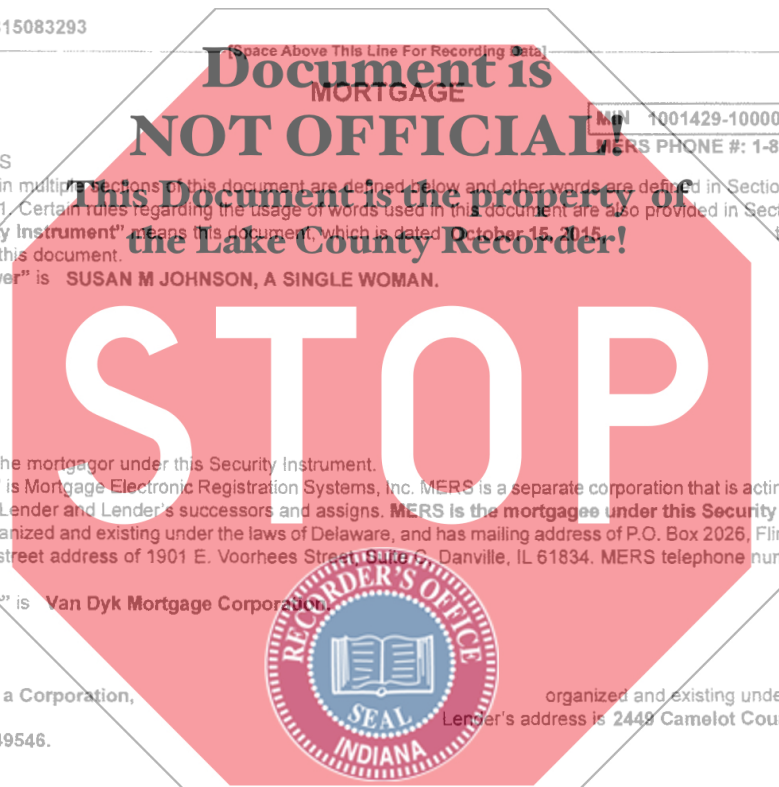 315083293
[Space Above This Line For Recording Data]
Document is
MORTGAGE
MIN 1001429-10000
NOT OFFICIAL!
MERS PHONE #: 1-8
S
in multiple sections of this document are defined below and other words are defined in Section
This Document is the property of
1. Certain rules regarding the usage of words used in this document are also provided in Sect
y Instrument" means this document, which is dated October 15, 2015,
the Lake County Recorder!
this document.
er" is SUSAN M JOHNSON, A SINGLE WOMAN.
STOP
he mortgagor under this Security Instrument.
" is Mortgage Electronic Registration Systems, Inc. MERS is a separate corporation that is actin
Lender and Lender's successors and assigns. MERS is the mortgagee under this Security
anized and existing under the laws of Delaware, and has mailing address of P.O. Box 2026, Flin
street address of 1901 E. Voorhees Street, Suite C, Danville, IL 61834. MERS telephone num
" is Van Dyk Mortgage Corporation.
RECORDER'S OFFICE
SEAL
INDIANA
a Corporation,
organized and existing unde
Lender's address is 2449 Camelot Cou
49546.